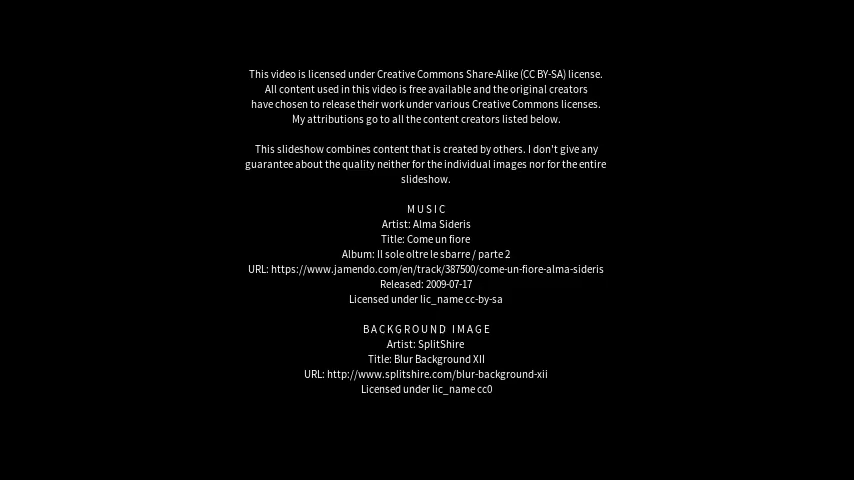 This video is licensed under Creative Commons Share-Alike (CC BY-SA) license.
All content used in this video is free available and the original creators
have chosen to release their work under various Creative Commons licenses.
My attributions go to all the content creators listed below.
This slideshow combines content that is created by others. I don't give any
guarantee about the quality neither for the individual images nor for the entire
slideshow.
MUSIC
Artist: Alma Sideris
Title: Come un fiore
Album: Il sole oltre le sbarre / parte 2
URL: https://www.jamendo.com/en/track/387500/come-un-fiore-alma-sideris
Released: 2009-07-17
Licensed under lic_name cc-by-sa
BACKGROUND IMAGE
Artist: SplitShire
Title: Blur Background XII
URL: http://www.splitshire.com/blur-background-xii
Licensed under lic_name cc0